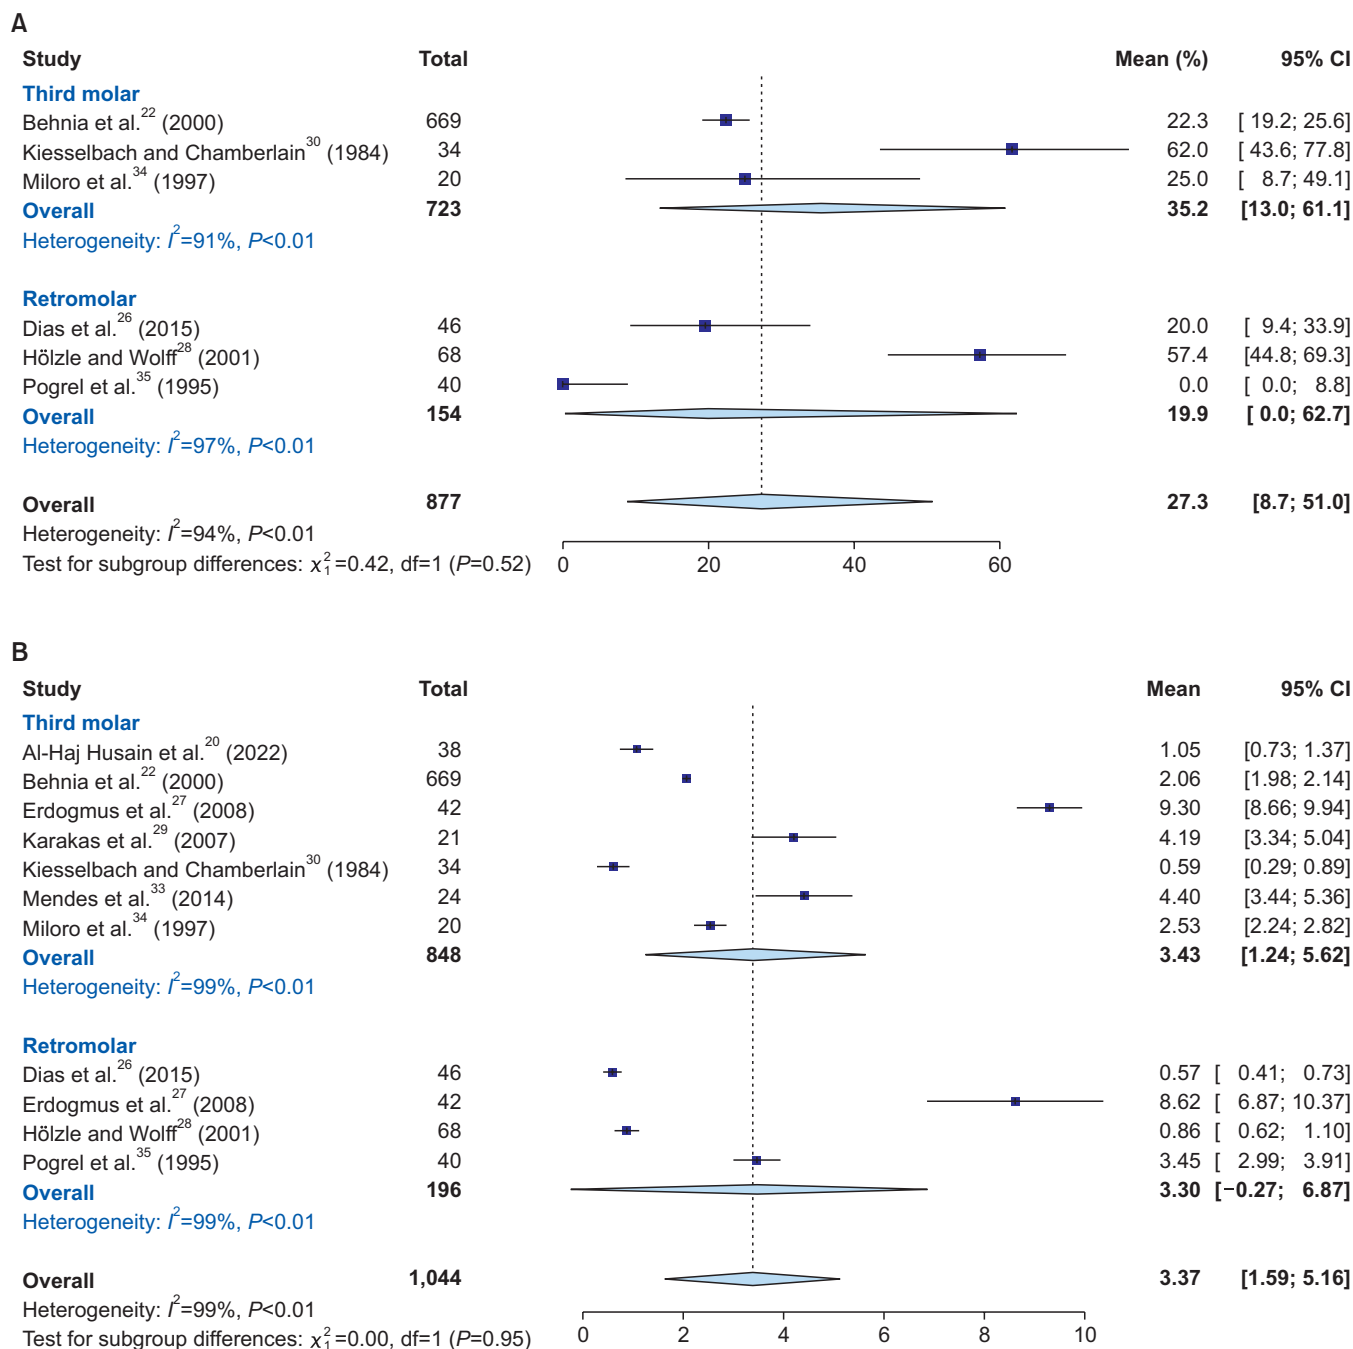 A
Study Total Mean (%) 95% CI
Third molar
Behnia et al.22 (2000) 669 22.3 [ 19.2; 25.6]
Kiesselbach and Chamberlain30 (1984) 34 62.0 [ 43.6; 77.8]
Miloro et al.34 (1997) 20 25.0 [ 8.7; 49.1]
Overall 723 35.2 [13.0; 61.1]
Heterogeneity: I2=91%, P<0.01
Retromolar
Dias et al.26 (2015) 46 20.0 [ 9.4; 33.9]
Hölzle and Wolff28 (2001) 68 57.4 [44.8; 69.3]
Pogrel et al.35 (1995) 40 0.0 [ 0.0; 8.8]
Overall 154 19.9 [ 0.0; 62.7]
Heterogeneity: I2=97%, P<0.01
Overall 877 27.3 [8.7; 51.0]
Heterogeneity: I2=94%, P<0.01
Test for subgroup differences: χ21=0.42, df=1 (P=0.52) 0 20 40 60
B
Study Total Mean 95% CI
Third molar
Al-Haj Husain et al.20 (2022) 38 1.05 [0.73; 1.37]
Behnia et al.22 (2000) 669 2.06 [1.98; 2.14]
Erdogmus et al.27 (2008) 42 9.30 [8.66; 9.94]
Karakas et al.29 (2007) 21 4.19 [3.34; 5.04]
Kiesselbach and Chamberlain30 (1984) 34 0.59 [0.29; 0.89]
Mendes et al.33 (2014) 24 4.40 [3.44; 5.36]
Miloro et al.34 (1997) 20 2.53 [2.24; 2.82]
Overall 848 3.43 [1.24; 5.62]
Heterogeneity: I2=99%, P<0.01
Retromolar
Dias et al.26 (2015) 46 0.57 [ 0.41; 0.73]
Erdogmus et al.27 (2008) 42 8.62 [ 6.87; 10.37]
Hölzle and Wolff28 (2001) 68 0.86 [ 0.62; 1.10]
Pogrel et al.35 (1995) 40 3.45 [ 2.99; 3.91]
Overall 196 3.30 [−0.27; 6.87]
Heterogeneity: I2=99%, P<0.01
Overall 1,044 3.37 [1.59; 5.16]
Heterogeneity: I2=99%, P<0.01
Test for subgroup differences: χ21=0.00, df=1 (P=0.95) 0 2 4 6 8 10